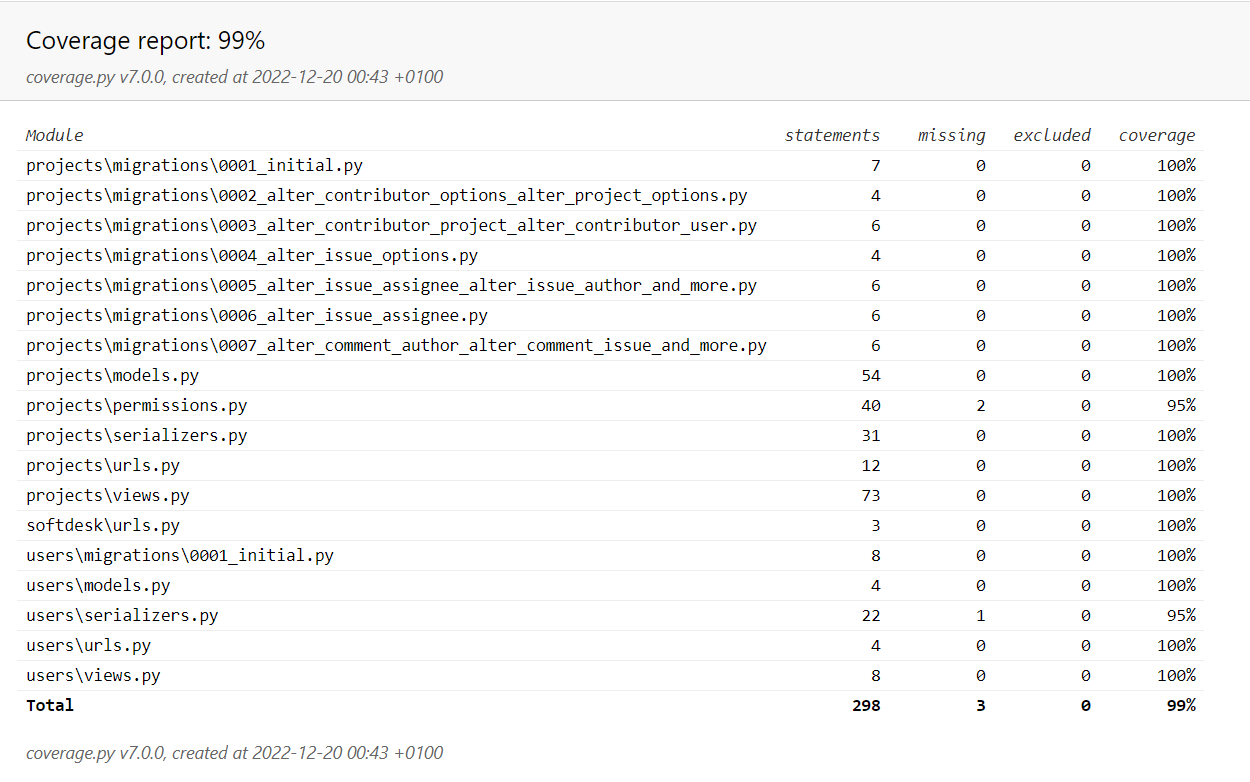 Coverage report: 99%
coverage.py v7.0.0, created at 2022-12-20 00:43 +0100
Module statements missing excluded coverage
projects\migrations\0001_initial.py 7 0 0 100%
projects\migrations\0002_alter_contributor_options_alter_project_options.py 4 0 0 100%
projects\migrations\0003_alter_contributor_project_alter_contributor_user.py 6 0 0 100%
projects\migrations\0004_alter_issue_options.py 4 0 0 100%
projects\migrations\0005_alter_issue_assignee_alter_issue_author_and_more.py 6 0 0 100%
projects\migrations\0006_alter_issue_assignee.py 6 0 0 100%
projects\migrations\0007_alter_comment_author_alter_comment_issue_and_more.py 6 0 0 100%
projects\models.py 54 0 0 100%
projects\permissions.py 40 2 0 95%
projects\serializers.py 31 0 0 100%
projects\urls.py 12 0 0 100%
projects\views.py 73 0 0 100%
softdesk\urls.py 3 0 0 100%
users\migrations\0001_initial.py 8 0 0 100%
users\models.py 4 0 0 100%
users\serializers.py 22 1 0 95%
users\urls.py 4 0 0 100%
users\views.py 8 0 0 100%
Total 298 3 0 99%
coverage.py v7.0.0, created at 2022-12-20 00:43 +0100